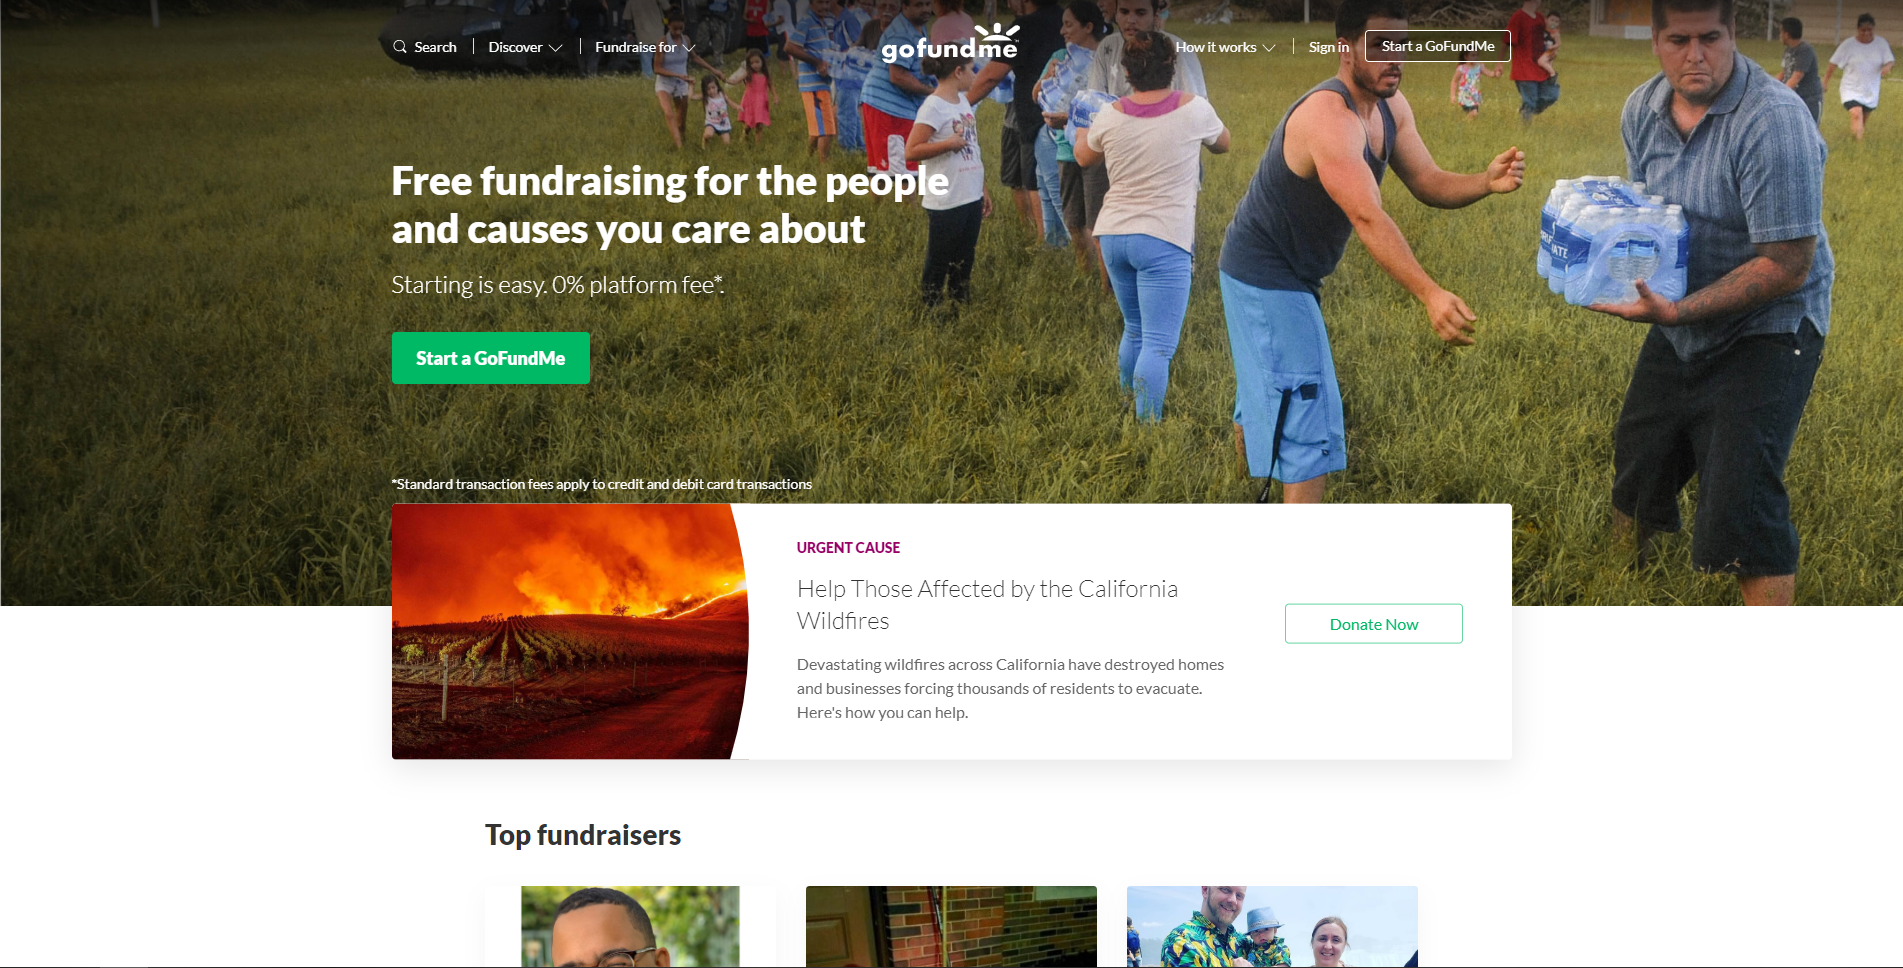 Search
Discover
Fundraise for
gofundme
How it works
Sign in
Start a GoFundMe
Free fundraising for the people
and causes you care about
Starting is easy. 0% platform fee*.
Start a GoFundMe
*Standard transaction fees apply to credit and debit card transactions
URGENT CAUSE
Help Those Affected by the California
Wildfires
Devastating wildfires across California have destroyed homes
and businesses forcing thousands of residents to evacuate.
Here's how you can help.
Donate Now
Top fundraisers